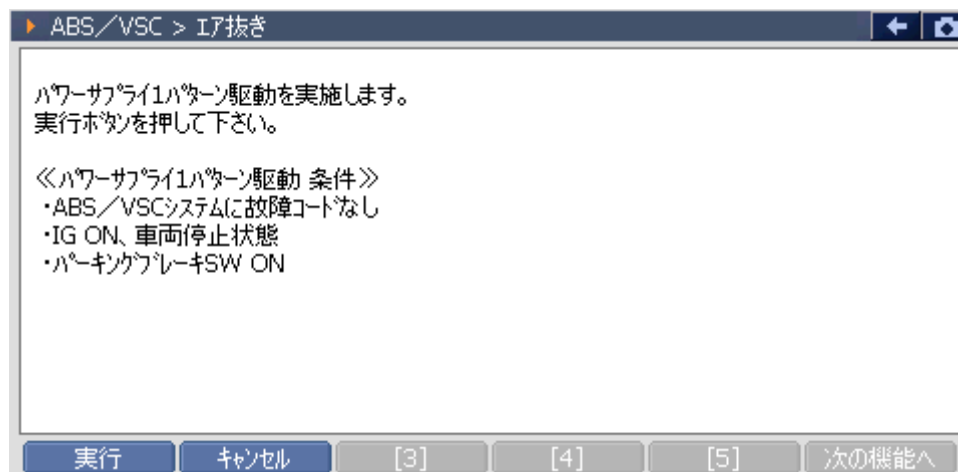 ABS/VSC > ｴｱ抜き
ﾊﾟﾜｰｻﾌﾟﾗｲ1ﾊﾟﾀｰﾝ駆動を実施します。
実行ﾎﾞﾀﾝを押して下さい。
≪ﾊﾟﾜｰｻﾌﾟﾗｲ1ﾊﾟﾀｰﾝ駆動 条件≫
・ABS/VSCｼｽﾃﾑに故障ｺｰﾄﾞなし
・IG ON、車両停止状態
・ﾊﾟｰｷﾝｸﾞﾌﾞﾚｰｷSW ON
実行 ｷｬﾝｾﾙ [3] [4] [5] 次の機能へ